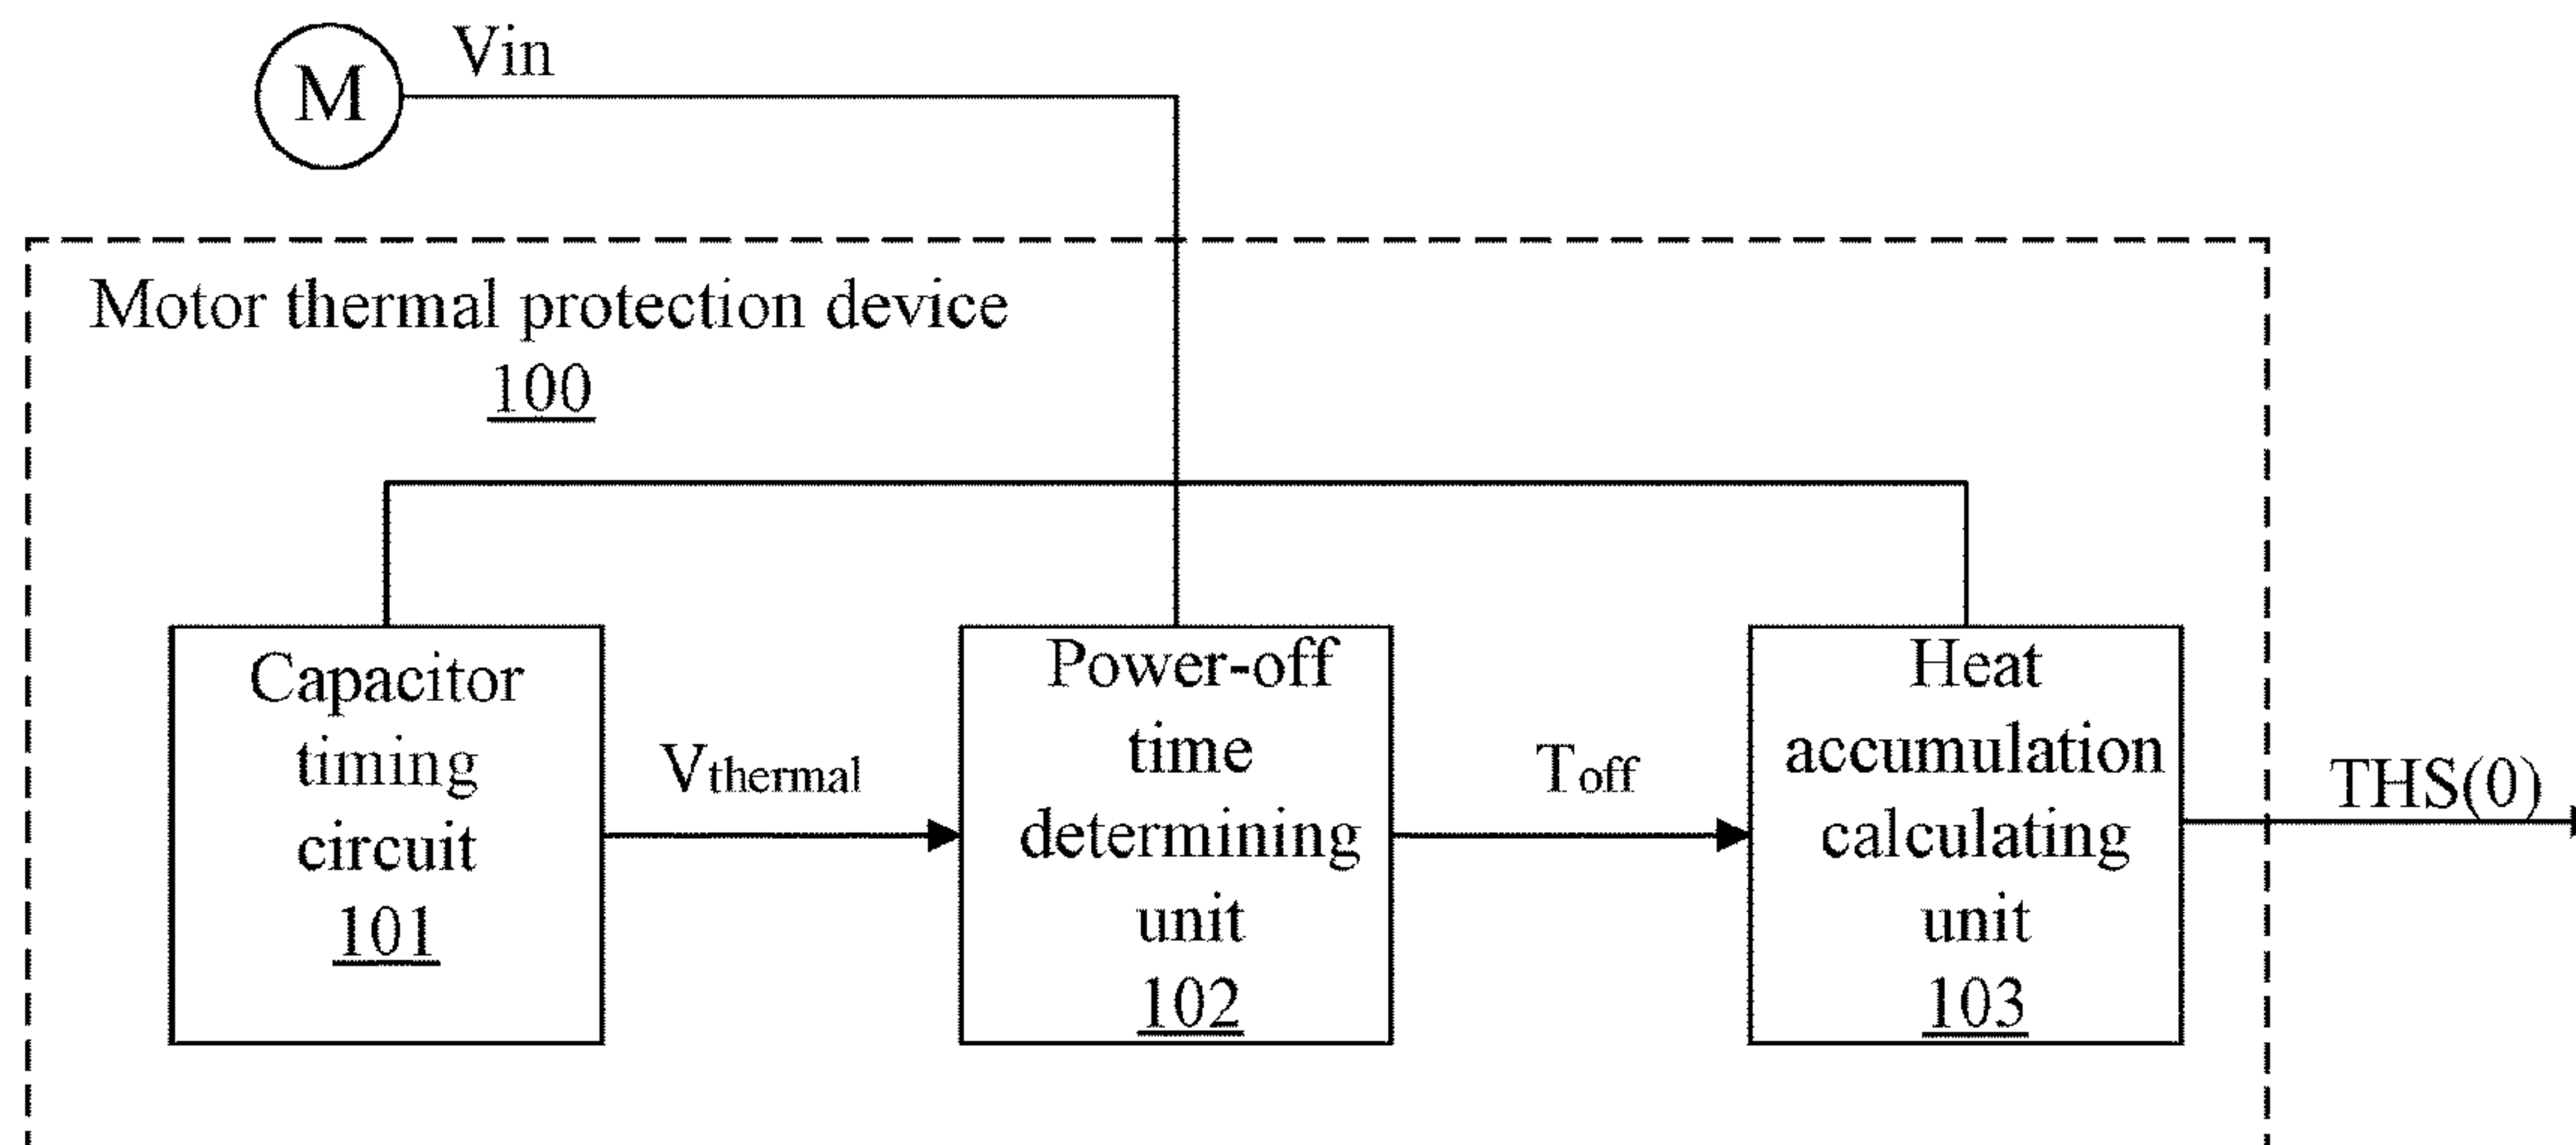 M
Vin
Motor thermal protection device
100
Capacitor
timing
circuit
101
Vthermal
Power-off
time
determining
unit
102
Toff
Heat
accumulation
calculating
unit
103
THS(0)